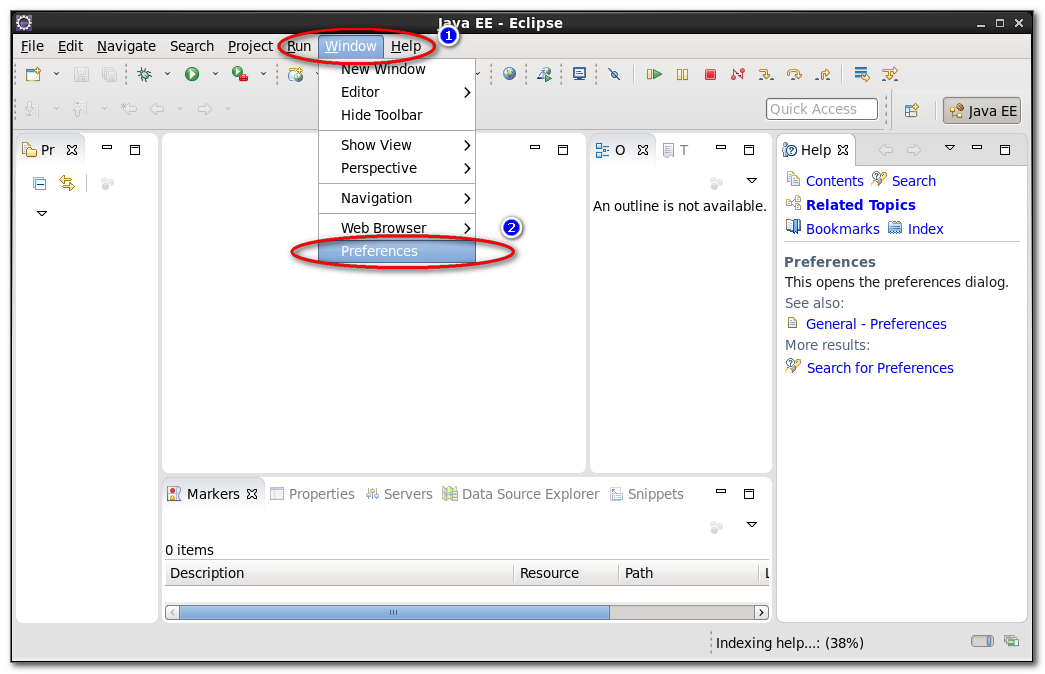 Java EE - Eclipse
File Edit Navigate Search Project Run Window Help
1
New Window
Editor
Hide Toolbar
Show View
Perspective
Navigation
Web Browser
2
Preferences
Quick Access
Java EE
Pr
O T
An outline is not available.
Help
Contents Search
Related Topics
Bookmarks Index
Preferences
This opens the preferences dialog.
See also:
General - Preferences
More results:
Search for Preferences
Markers Properties Servers Data Source Explorer Snippets
0 items
Description Resource Path L
Indexing help...: (38%)